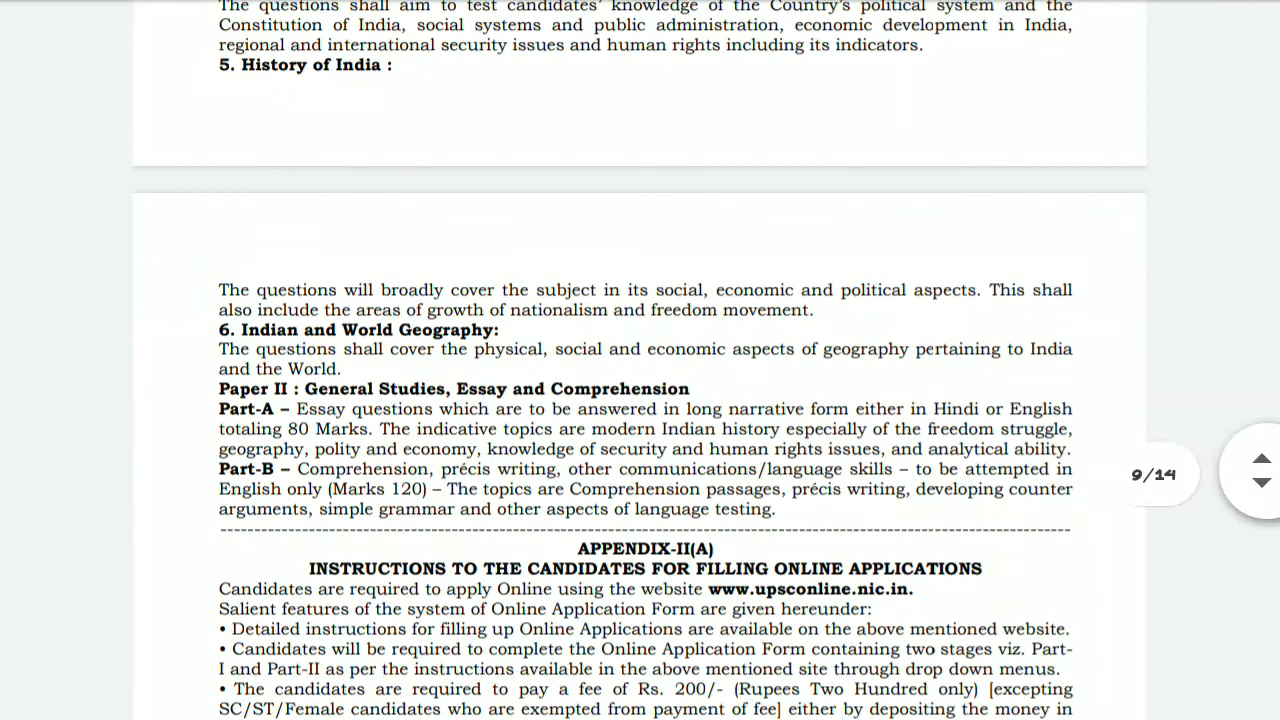 The questions shall aim to test candidates' knowledge of the Country's political system and the
Constitution of India, social systems and public administration, economic development in India,
regional and international security issues and human rights including its indicators.
5. History of India :
The questions will broadly cover the subject in its social, economic and political aspects. This shall
also include the areas of growth of nationalism and freedom movement.
6. Indian and World Geography:
The questions shall cover the physical, social and economic aspects of geography pertaining to India
and the World.
Paper II : General Studies, Essay and Comprehension
Part-A – Essay questions which are to be answered in long narrative form either in Hindi or English
totaling 80 Marks. The indicative topics are modern Indian history especially of the freedom struggle,
geography, polity and economy, knowledge of security and human rights issues, and analytical ability.
Part-B – Comprehension, précis writing, other communications/language skills – to be attempted in
English only (Marks 120) – The topics are Comprehension passages, précis writing, developing counter
arguments, simple grammar and other aspects of language testing.
9/14
APPENDIX-II(A)
INSTRUCTIONS TO THE CANDIDATES FOR FILLING ONLINE APPLICATIONS
Candidates are required to apply Online using the website www.upsconline.nic.in.
Salient features of the system of Online Application Form are given hereunder:
• Detailed instructions for filling up Online Applications are available on the above mentioned website.
• Candidates will be required to complete the Online Application Form containing two stages viz. Part-
I and Part-II as per the instructions available in the above mentioned site through drop down menus.
• The candidates are required to pay a fee of Rs. 200/- (Rupees Two Hundred only) [excepting
SC/ST/Female candidates who are exempted from payment of fee] either by depositing the money in